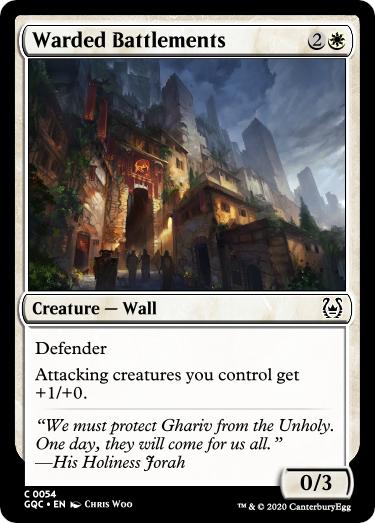 Warded Battlements 2
Creature — Wall
Defender
Attacking creatures you control get
+1/+0.
“We must protect Ghariv from the Unholy.
One day, they will come for us all.”
—His Holiness Jorah
0/3
C 0054
GQC • EN Chris Woo
™ & © 2020 CanterburyEgg